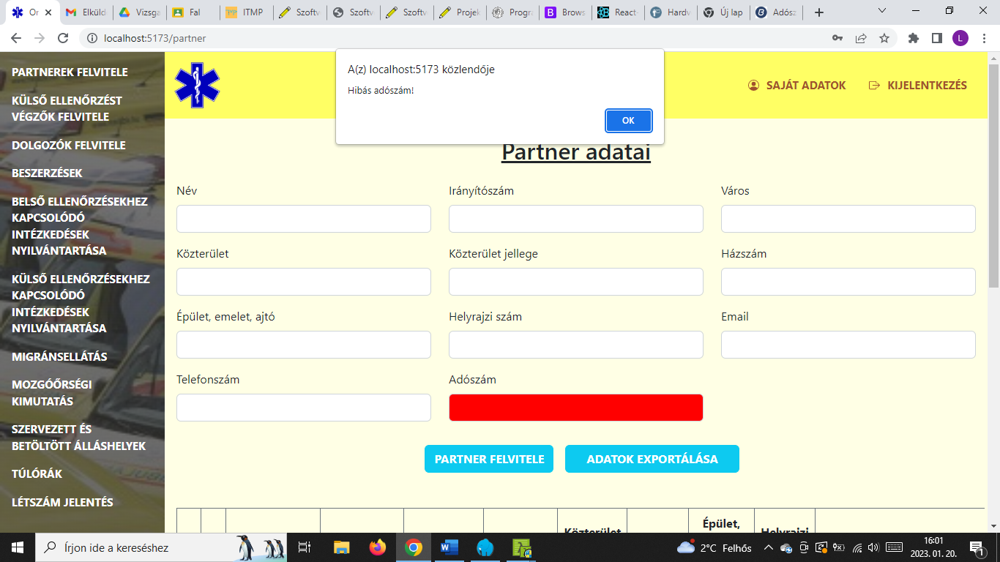 Or
Elküld
Vizsga
Fal
ITMP
Szoftv
Szoftv
Szoftv
Projek
Progra
Brows
React
Hardv
Új lap
Adósz
localhost:5173/partner
A(z) localhost:5173 közlendője
Hibás adószám!
OK
PARTNEREK FELVITELE
KÜLSŐ ELLENŐRZÉST
VÉGZŐK FELVITELE
DOLGOZÓK FELVITELE
BESZERZÉSEK
BELSŐ ELLENŐRZÉSEKHEZ
KAPCSOLÓDÓ
INTÉZKEDÉSEK
NYILVÁNTARTÁSA
KÜLSŐ ELLENŐRZÉSEKHEZ
KAPCSOLÓDÓ
INTÉZKEDÉSEK
NYILVÁNTARTÁSA
MIGRÁNSELLÁTÁS
MOZGÓŐRSÉGI
KIMUTATÁS
SZERVEZETT ÉS
BETÖLTÖTT ÁLLÁSHELYEK
TÚLÓRÁK
LÉTSZÁM JELENTÉS
SAJÁT ADATOK
KIJELENTKEZÉS
Partner adatai
Név
Irányítószám
Város
Közterület
Közterület jellege
Házszám
Épület, emelet, ajtó
Helyrajzi szám
Email
Telefonszám
Adószám
PARTNER FELVITELE
ADATOK EXPORTÁLÁSA
Közterület
Épület,
Helyrajzi
Írjon ide a kereséshez
2°C Felhős
16:01
2023. 01. 20.
1